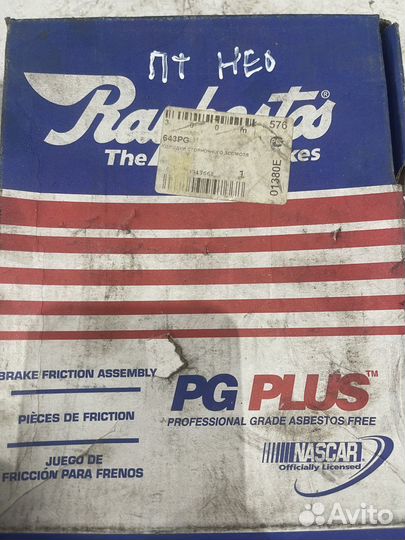 ПТ НЕО
Raybestos
The
kes
576
643PG
01380E
1
BRAKE FRICTION ASSEMBLY
PIÈCES DE FRICTION
JUEGO DE
FRICCIÓN PARA FRENOS
PG PLUS™
PROFESSIONAL GRADE ASBESTOS FREE
NASCAR
Officially Licensed
Avito